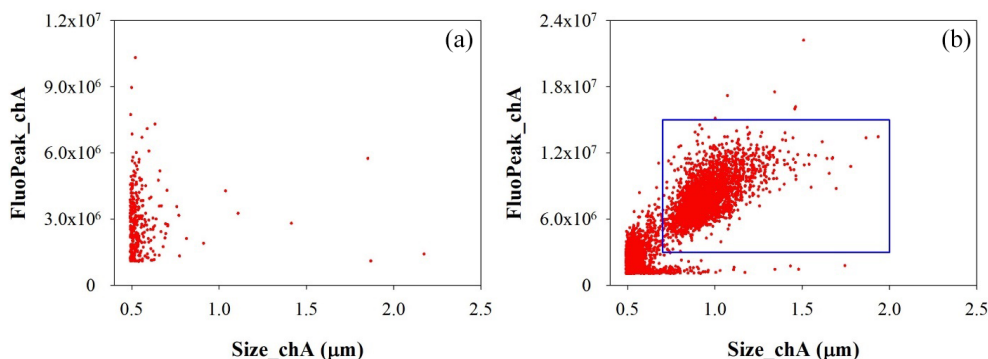 (a)
1.2x10⁷
9.0x10⁶
6.0x10⁶
3.0x10⁶
0
FluoPeak_chA
0.5 1.0 1.5 2.0 2.5
Size_chA (μm)
(b)
2.4x10⁷
1.8x10⁷
1.2x10⁷
6.0x10⁶
0
FluoPeak_chA
0.5 1.0 1.5 2.0 2.5
Size_chA (μm)